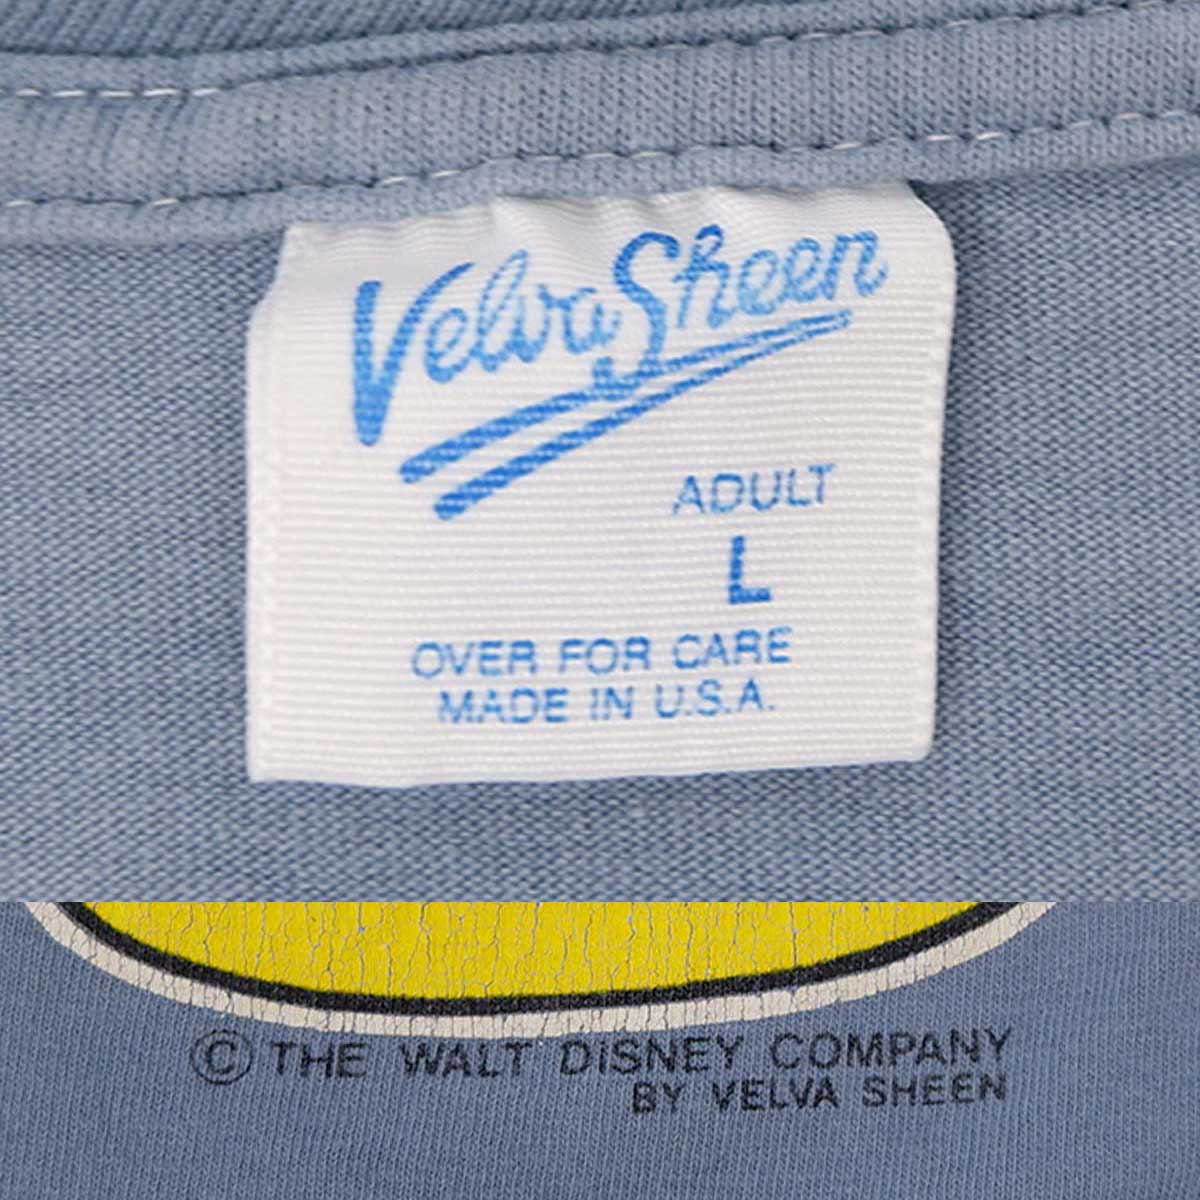 Velva Sheen
ADULT
L
OVER FOR CARE
MADE IN U.S.A.
© THE WALT DiSNEY COMPANY
BY VELVA SHEEN